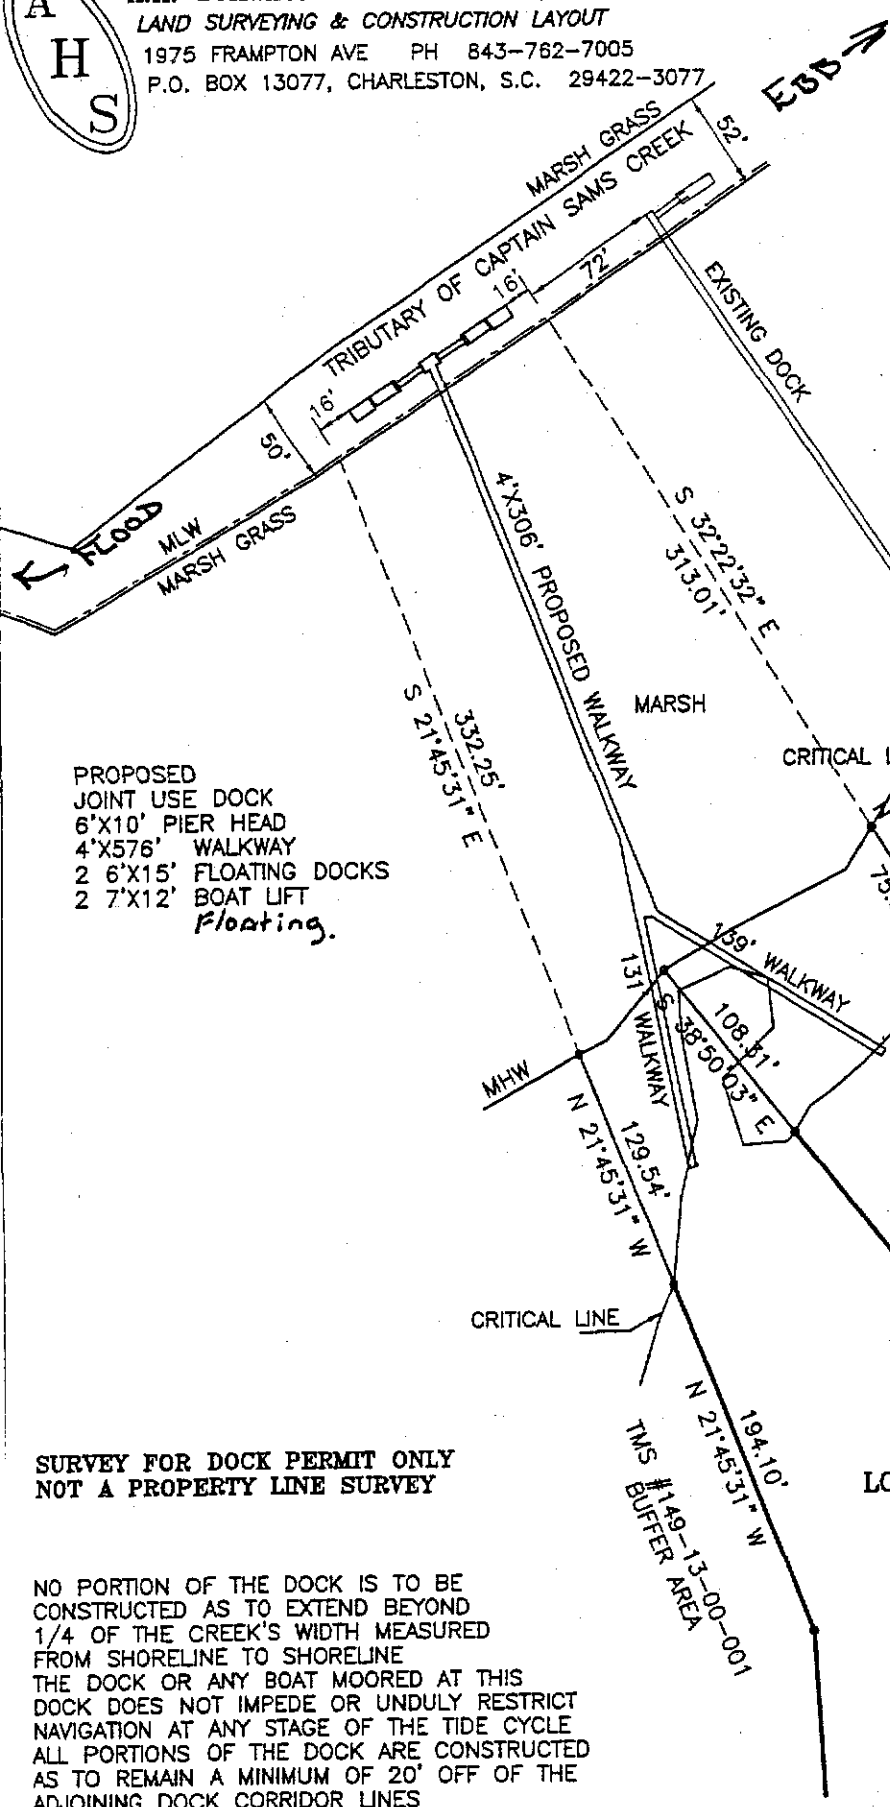 A
H
S
LAND SURVEYING & CONSTRUCTION LAYOUT
1975 FRAMPTON AVE PH 843-762-7005
P.O. BOX 13077, CHARLESTON, S.C. 29422-3077
EBB
MARSH GRASS
52'
TRIBUTARY OF CAPTAIN SAMS CREEK
16'
72'
EXISTING DOCK
16'
50'
FLOOD
MLW
MARSH GRASS
4'X306' PROPOSED WALKWAY
S 32°22'32" E
313.01'
332.25'
S 21°45'31" E
MARSH
CRITICAL L
N
75.
PROPOSED
JOINT USE DOCK
6'X10' PIER HEAD
4'X576' WALKWAY
2 6'X15' FLOATING DOCKS
2 7'X12' BOAT LIFT
Floating.
139' WALKWAY
131' WALKWAY
108.31'
S 38°50'03" E
MHW
129.54'
N 21°45'31" W
CRITICAL LINE
194.10'
N 21°45'31" W
TMS #149-13-00-001
BUFFER AREA
LO
SURVEY FOR DOCK PERMIT ONLY
NOT A PROPERTY LINE SURVEY
NO PORTION OF THE DOCK IS TO BE
CONSTRUCTED AS TO EXTEND BEYOND
1/4 OF THE CREEK'S WIDTH MEASURED
FROM SHORELINE TO SHORELINE
THE DOCK OR ANY BOAT MOORED AT THIS
DOCK DOES NOT IMPEDE OR UNDULY RESTRICT
NAVIGATION AT ANY STAGE OF THE TIDE CYCLE
ALL PORTIONS OF THE DOCK ARE CONSTRUCTED
AS TO REMAIN A MINIMUM OF 20' OFF OF THE
ADJOINING DOCK CORRIDOR LINES